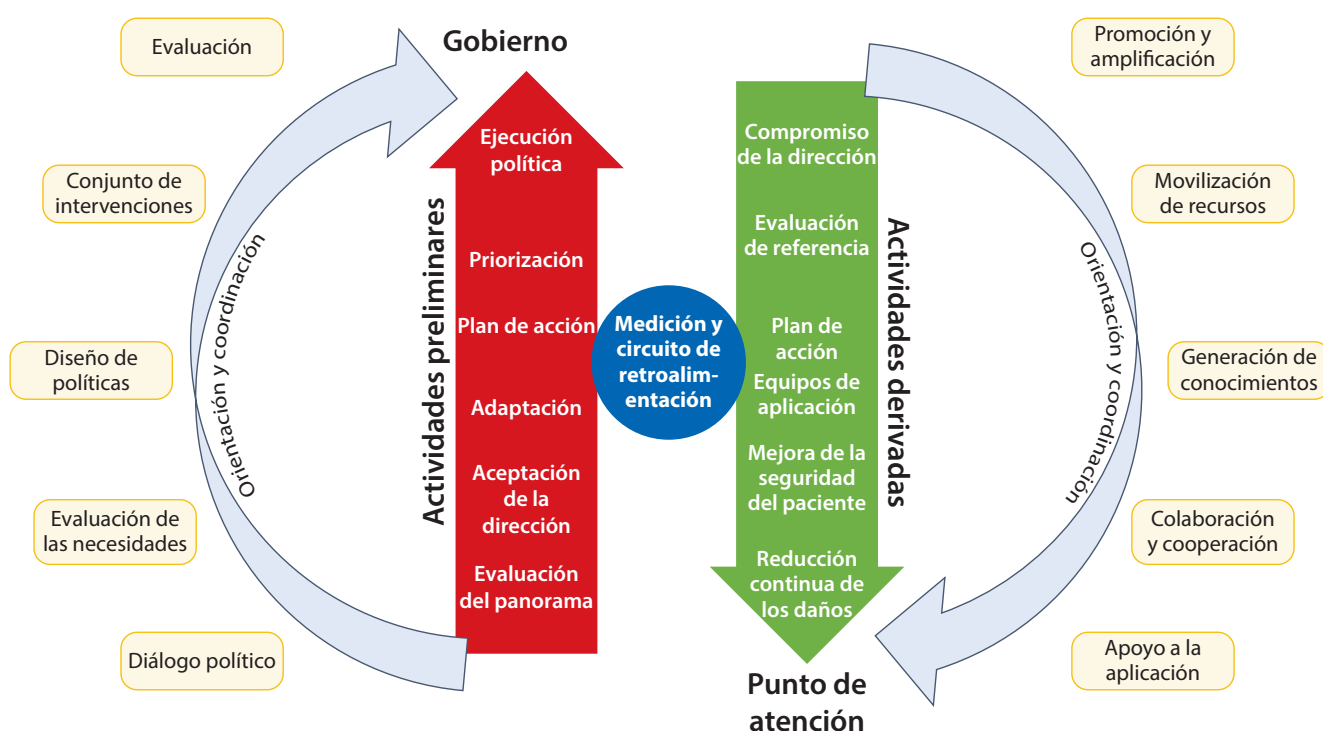 Evaluación
Conjunto de
intervenciones
Diseño de
políticas
Evaluación de
las necesidades
Diálogo político
Orientación y coordinación
Gobierno
Actividades preliminares
Ejecución
política
Priorización
Plan de acción
Adaptación
Aceptación
de la
dirección
Evaluación
del panorama
Medición y
circuito de
retroalim-
entación
Compromiso
de la dirección
Evaluación
de referencia
Plan de
acción
Equipos de
aplicación
Mejora de la
seguridad
del paciente
Reducción
continua de
los daños
Actividades derivadas
Punto de
atención
Orientación y coordinación
Promoción y
amplificación
Movilización
de recursos
Generación de
conocimientos
Colaboración
y cooperación
Apoyo a la
aplicación